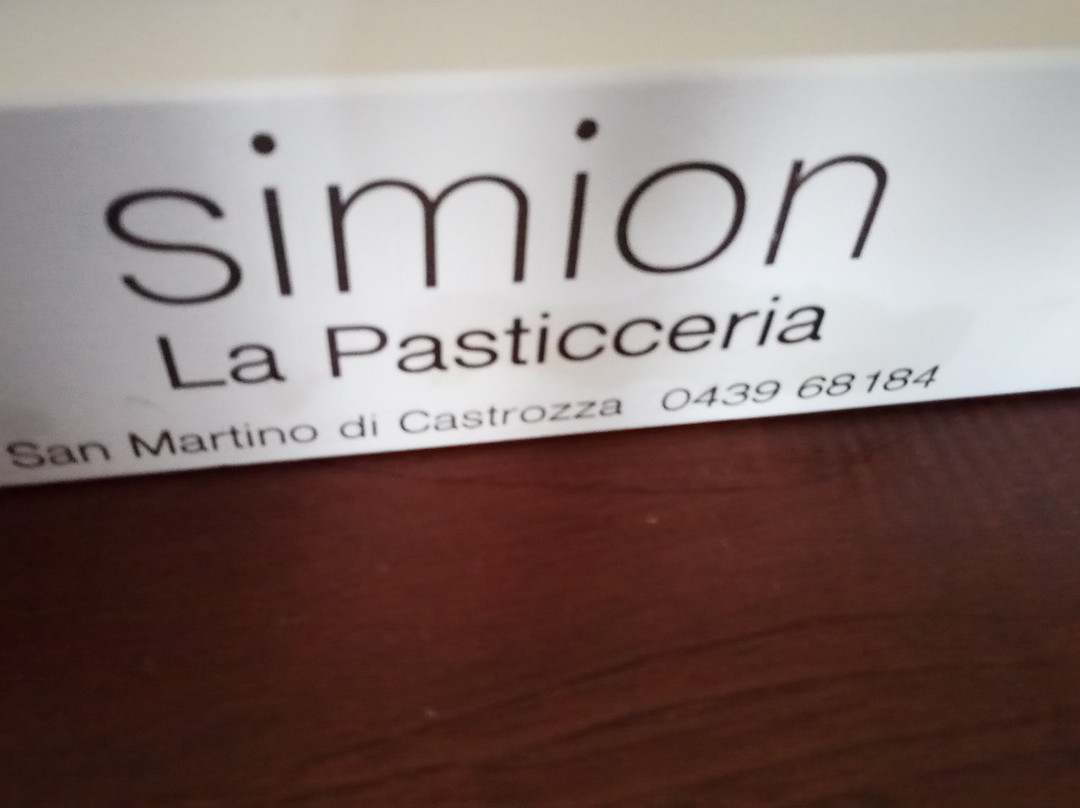 simion
La Pasticceria
San Martino di Castrozza 0439 68184